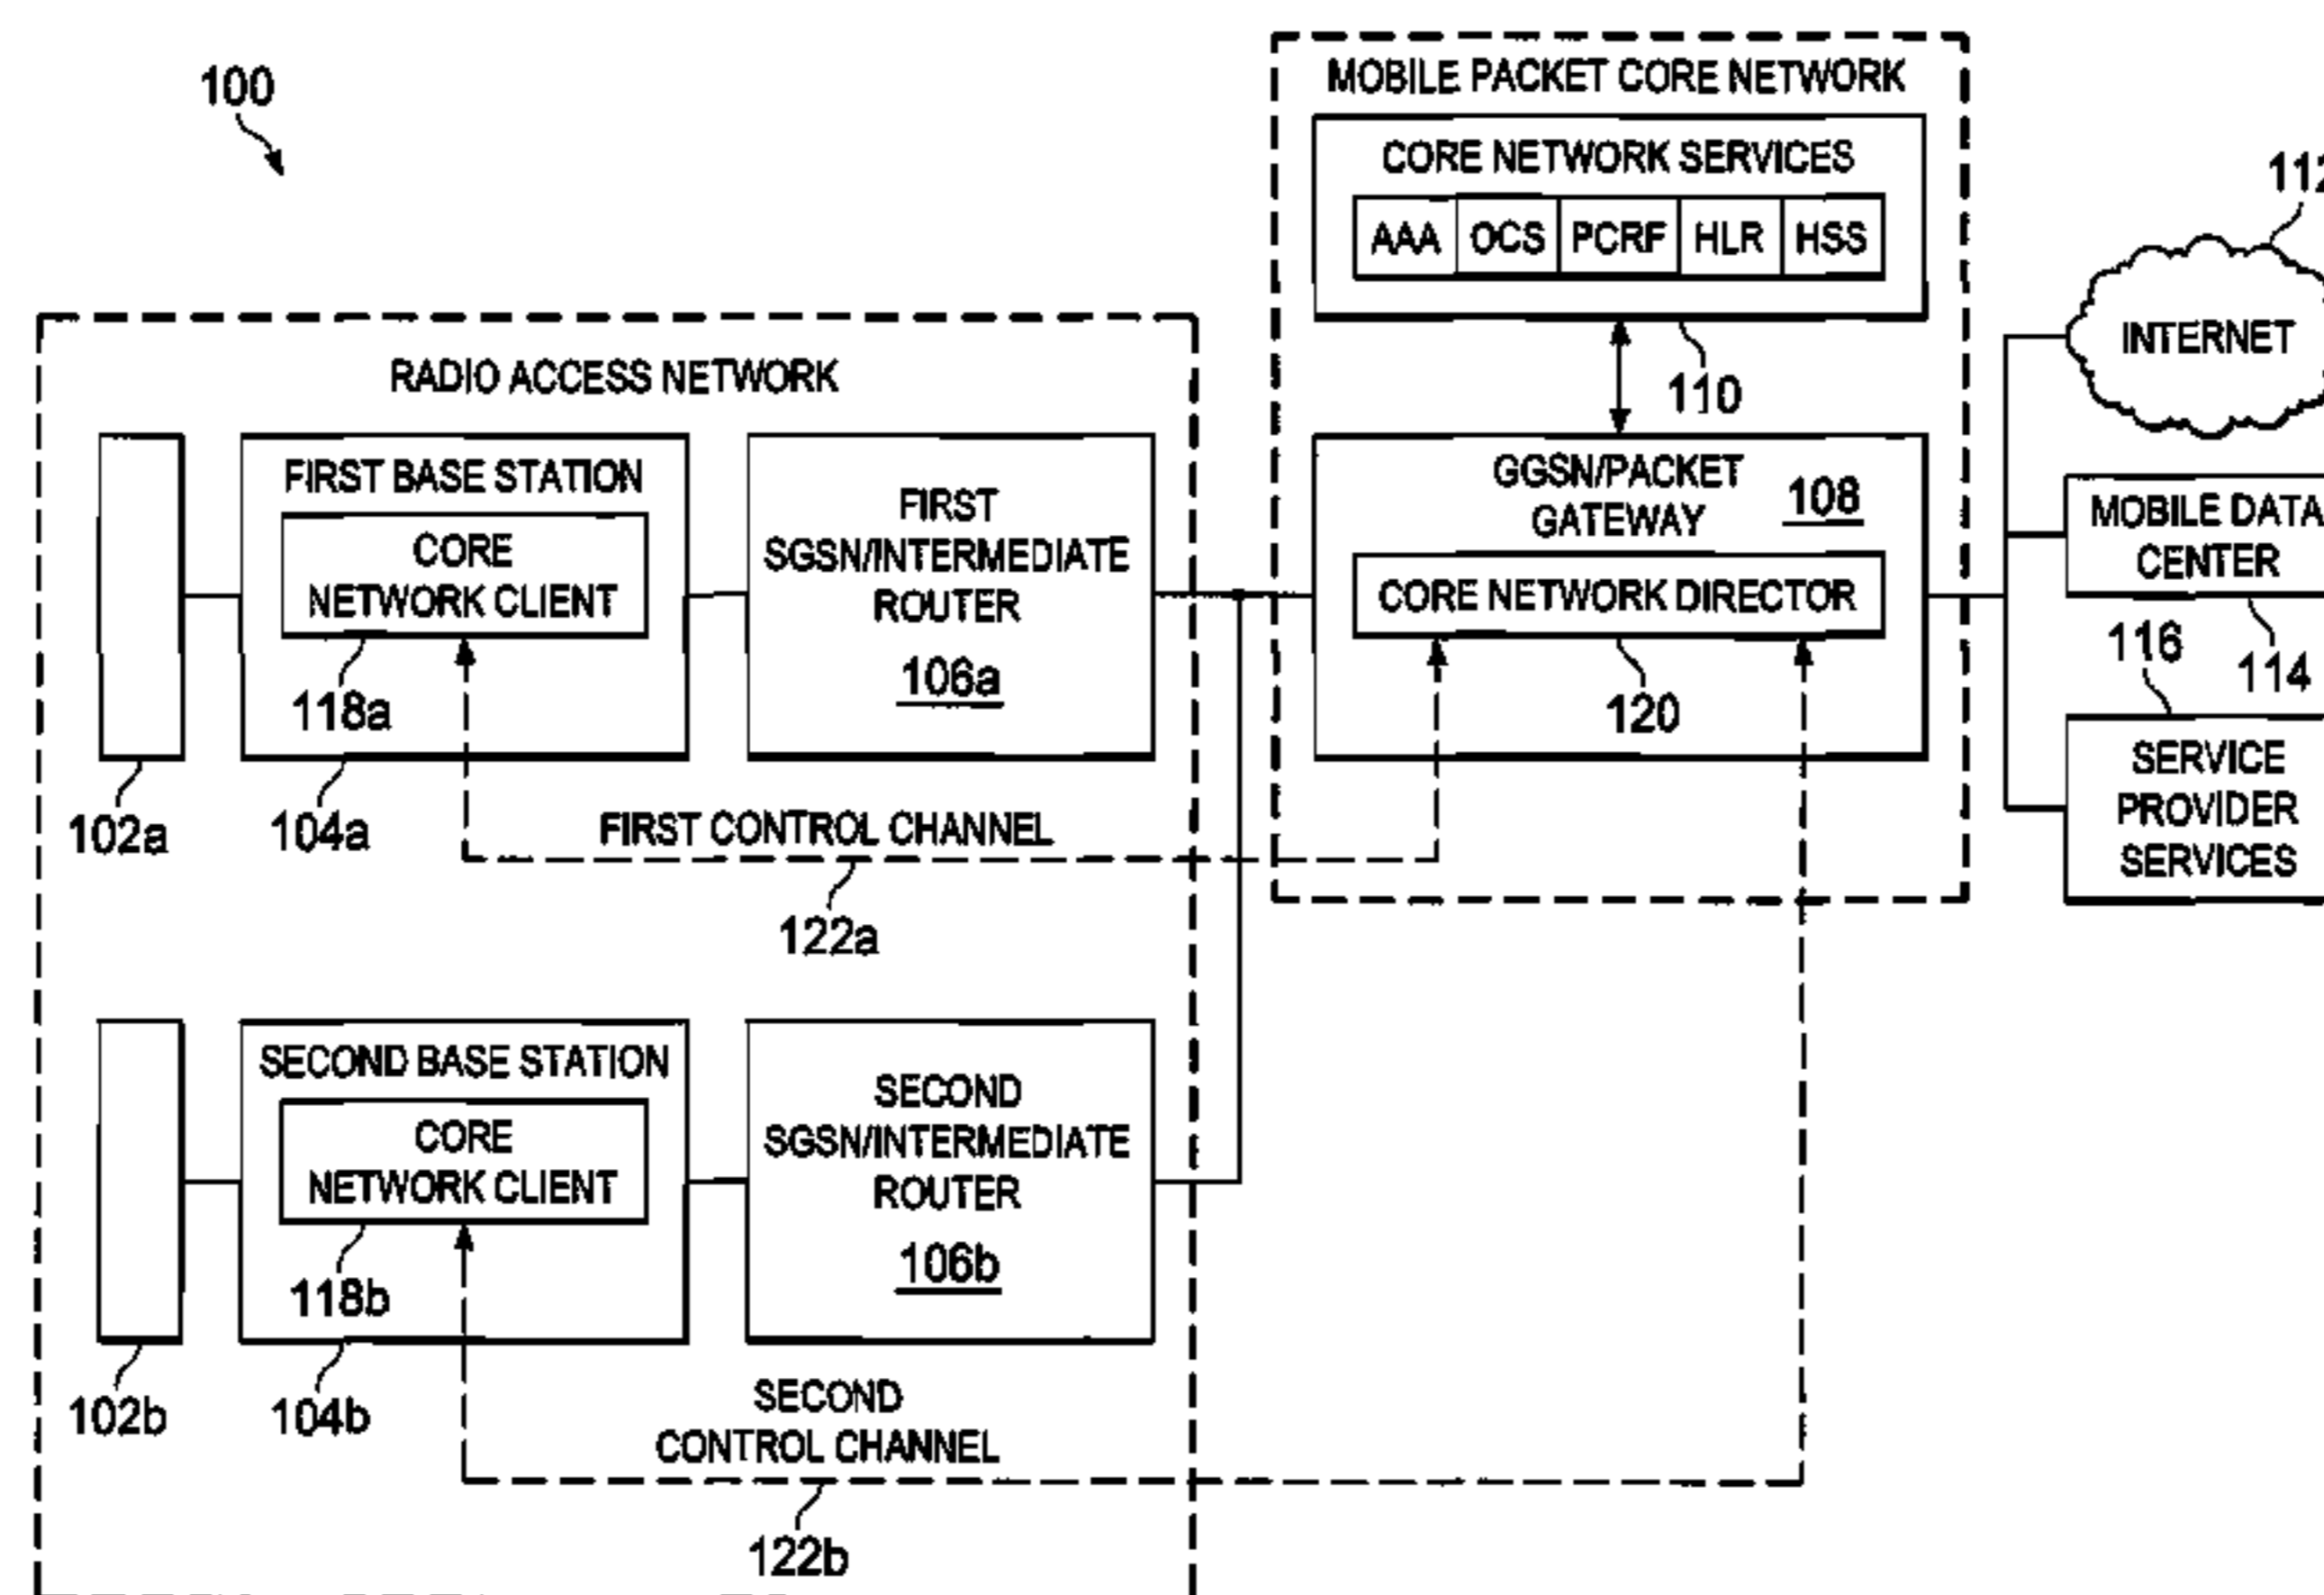 100
MOBILE PACKET CORE NETWORK
CORE NETWORK SERVICES
AAA OCS PCRF HLR HSS
110
112
INTERNET
RADIO ACCESS NETWORK
FIRST BASE STATION
CORE
NETWORK CLIENT
118a
102a
104a
FIRST
SGSN/INTERMEDIATE
ROUTER
106a
GGSN/PACKET
GATEWAY
108
CORE NETWORK DIRECTOR
120
MOBILE DATA
CENTER
114
116
SERVICE
PROVIDER
SERVICES
FIRST CONTROL CHANNEL
122a
SECOND BASE STATION
CORE
NETWORK CLIENT
118b
102b
104b
SECOND
SGSN/INTERMEDIATE
ROUTER
106b
SECOND
CONTROL CHANNEL
122b